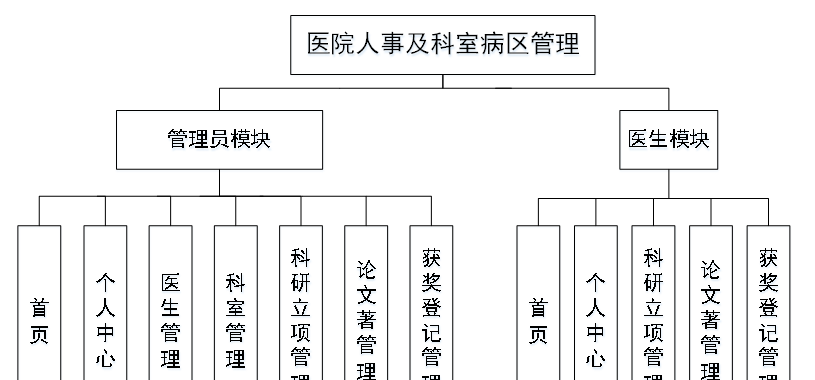 医院人事及科室病区管理
管理员模块
医生模块
首页
个人中心
医生管理
科室管理
科研立项管理
论文著管理
获奖登记管理
首页
个人中心
科研立项管理
论文著管理
获奖登记管理